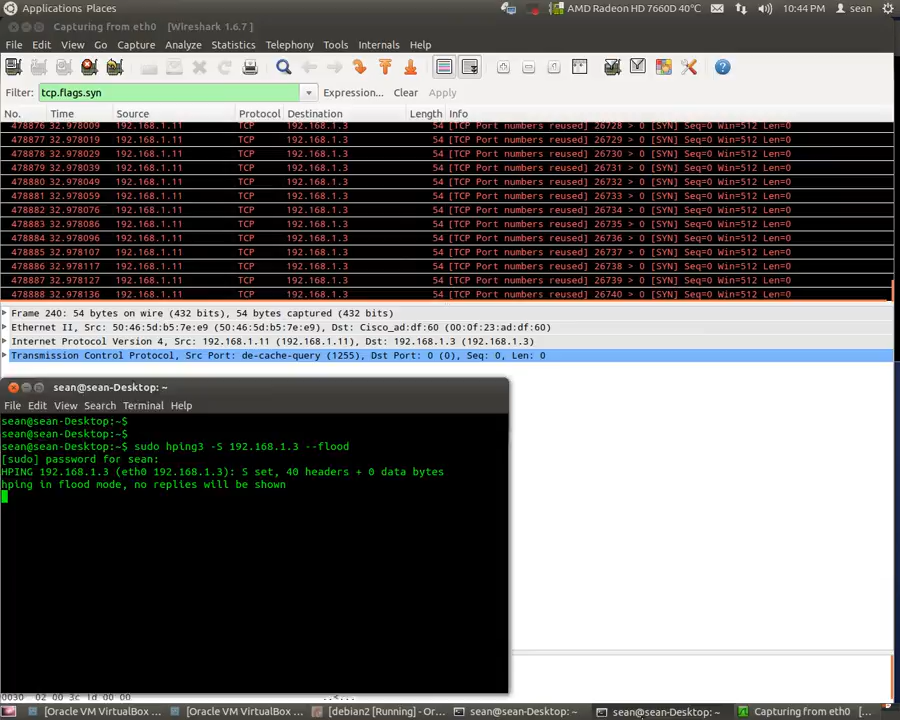 Applications Places
AMD Radeon HD 7660D 40°C 10:44 PM sean
Capturing from eth0 [Wireshark 1.6.7 ]
File Edit View Go Capture Analyze Statistics Telephony Tools Internals Help
Filter: tcp.flags.syn Expression... Clear Apply
No. Time Source Protocol Destination Length Info
478876 32.978009 192.168.1.11 TCP 192.168.1.3 54 [TCP Port numbers reused] 26728 > 0 [SYN] Seq=0 Win=512 Len=0
478877 32.978019 192.168.1.11 TCP 192.168.1.3 54 [TCP Port numbers reused] 26729 > 0 [SYN] Seq=0 Win=512 Len=0
478878 32.978029 192.168.1.11 TCP 192.168.1.3 54 [TCP Port numbers reused] 26730 > 0 [SYN] Seq=0 Win=512 Len=0
478879 32.978039 192.168.1.11 TCP 192.168.1.3 54 [TCP Port numbers reused] 26731 > 0 [SYN] Seq=0 Win=512 Len=0
478880 32.978049 192.168.1.11 TCP 192.168.1.3 54 [TCP Port numbers reused] 26732 > 0 [SYN] Seq=0 Win=512 Len=0
478881 32.978059 192.168.1.11 TCP 192.168.1.3 54 [TCP Port numbers reused] 26733 > 0 [SYN] Seq=0 Win=512 Len=0
478882 32.978076 192.168.1.11 TCP 192.168.1.3 54 [TCP Port numbers reused] 26734 > 0 [SYN] Seq=0 Win=512 Len=0
478883 32.978086 192.168.1.11 TCP 192.168.1.3 54 [TCP Port numbers reused] 26735 > 0 [SYN] Seq=0 Win=512 Len=0
478884 32.978096 192.168.1.11 TCP 192.168.1.3 54 [TCP Port numbers reused] 26736 > 0 [SYN] Seq=0 Win=512 Len=0
478885 32.978107 192.168.1.11 TCP 192.168.1.3 54 [TCP Port numbers reused] 26737 > 0 [SYN] Seq=0 Win=512 Len=0
478886 32.978117 192.168.1.11 TCP 192.168.1.3 54 [TCP Port numbers reused] 26738 > 0 [SYN] Seq=0 Win=512 Len=0
478887 32.978127 192.168.1.11 TCP 192.168.1.3 54 [TCP Port numbers reused] 26739 > 0 [SYN] Seq=0 Win=512 Len=0
478888 32.978136 192.168.1.11 TCP 192.168.1.3 54 [TCP Port numbers reused] 26740 > 0 [SYN] Seq=0 Win=512 Len=0
Frame 240: 54 bytes on wire (432 bits), 54 bytes captured (432 bits)
Ethernet II, Src: 50:46:5d:b5:7e:e9 (50:46:5d:b5:7e:e9), Dst: Cisco_ad:df:60 (00:0f:23:ad:df:60)
Internet Protocol Version 4, Src: 192.168.1.11 (192.168.1.11), Dst: 192.168.1.3 (192.168.1.3)
Transmission Control Protocol, Src Port: de-cache-query (1255), Dst Port: 0 (0), Seq: 0, Len: 0
sean@sean-Desktop: ~
File Edit View Search Terminal Help
sean@sean-Desktop:~$
sean@sean-Desktop:~$
sean@sean-Desktop:~$ sudo hping3 -S 192.168.1.3 --flood
[sudo] password for sean:
HPING 192.168.1.3 (eth0 192.168.1.3): S set, 40 headers + 0 data bytes
hping in flood mode, no replies will be shown
[Oracle VM VirtualBox ... [Oracle VM VirtualBox ... [debian2 [Running] - Or... sean@sean-Desktop: ~ sean@sean-Desktop: ~ Capturing from eth0 [...